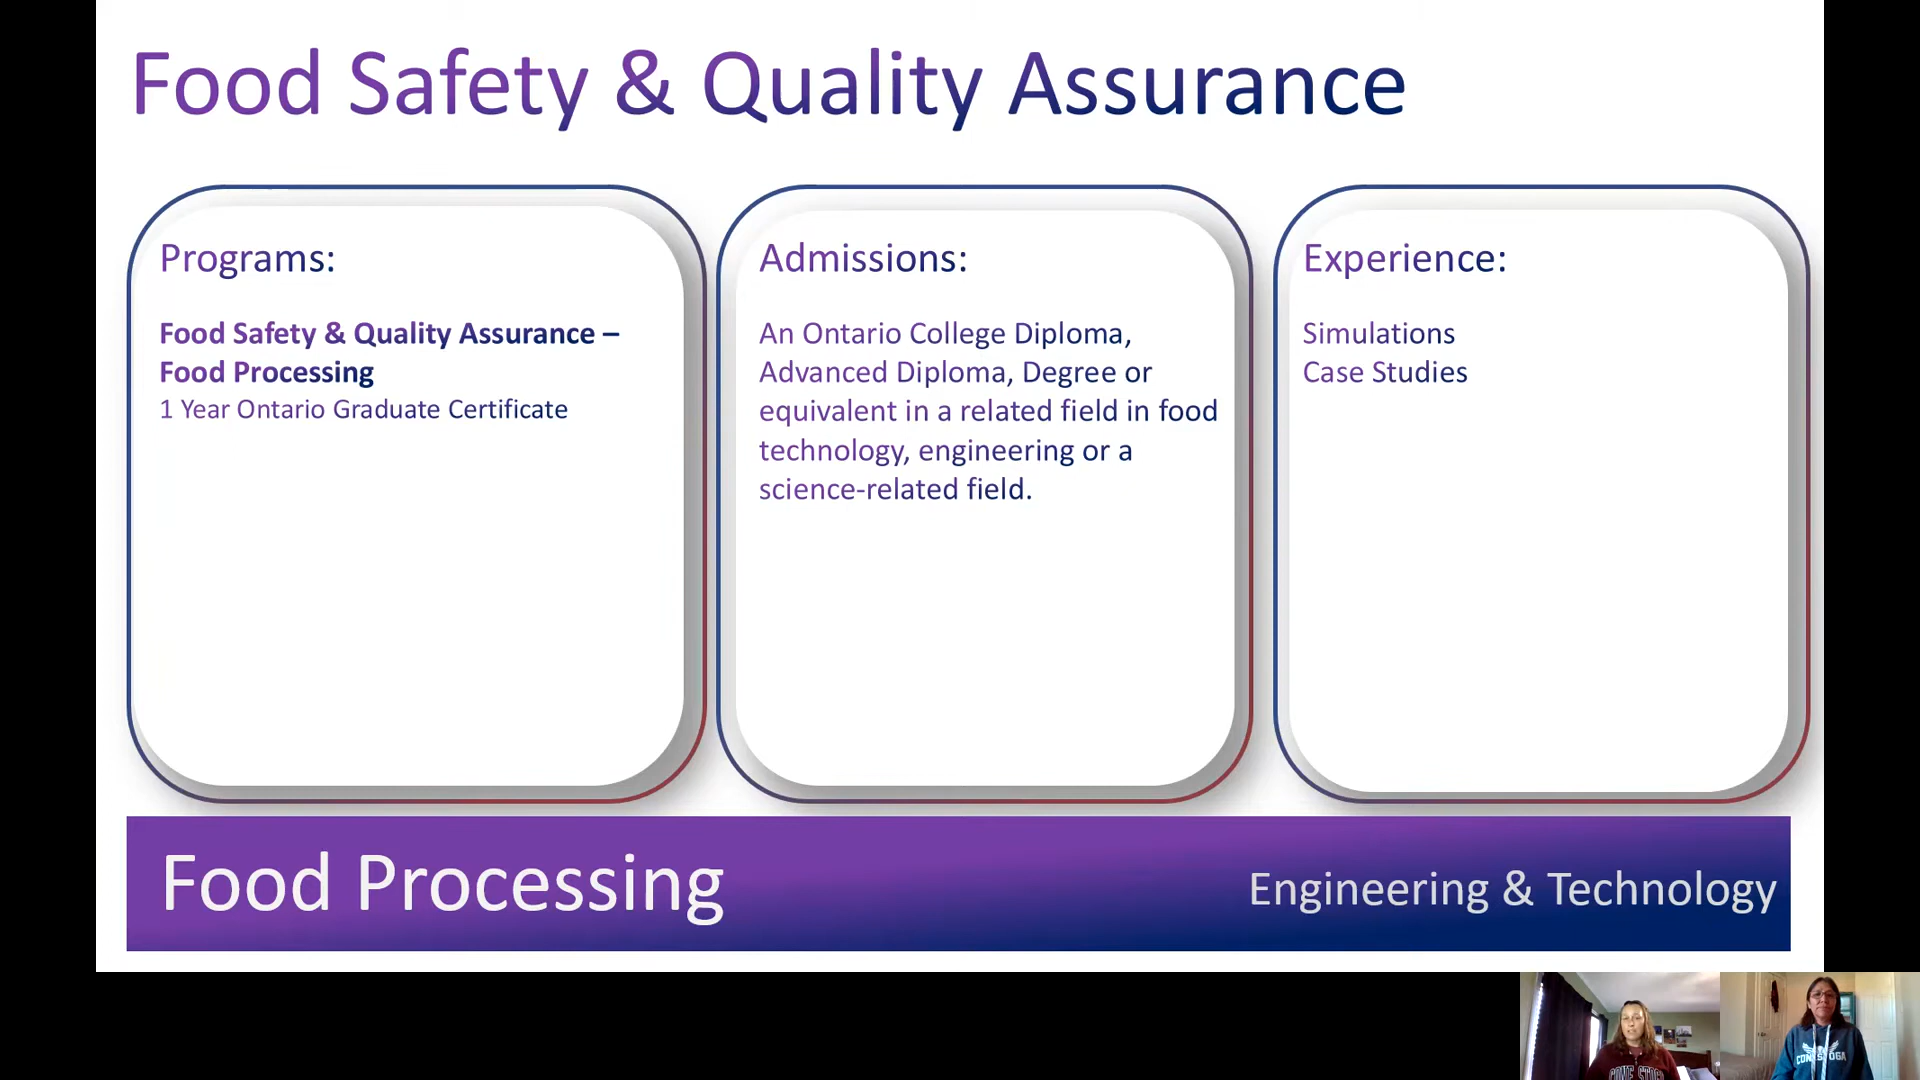 Food Safety & Quality Assurance
Programs:
Food Safety & Quality Assurance –
Food Processing
1 Year Ontario Graduate Certificate
Admissions:
An Ontario College Diploma,
Advanced Diploma, Degree or
equivalent in a related field in food
technology, engineering or a
science-related field.
Experience:
Simulations
Case Studies
Food Processing
Engineering & Technology